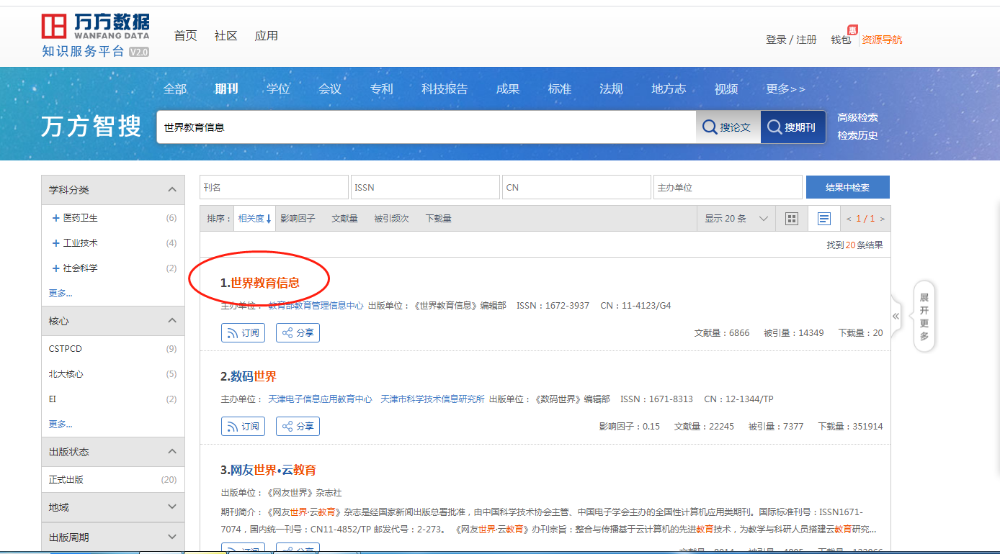 万方数据
WANFANG DATA
知识服务平台 V2.0
首页 社区 应用
登录 / 注册 钱包 惠 资源导航
全部 期刊 学位 会议 专利 科技报告 成果 标准 法规 地方志 视频 更多>>
万方智搜
世界教育信息
搜论文 搜期刊
高级检索
检索历史
学科分类
医药卫生 (6)
工业技术 (4)
社会科学 (2)
更多...
核心
CSTPCD (9)
北大核心 (5)
EI (2)
更多...
出版状态
正式出版 (20)
地域
出版周期
刊名 ISSN CN 主办单位 结果中检索
排序： 相关度↓ 影响因子 文献量 被引频次 下载量 显示 20 条 < 1 / 1 >
找到20条结果
1.世界教育信息
主办单位： 教育部教育管理信息中心 出版单位：《世界教育信息》编辑部 ISSN：1672-3937 CN：11-4123/G4
订阅 分享 文献量：6866 被引量：14349 下载量：20
2.数码世界
主办单位： 天津电子信息应用教育中心 天津市科学技术信息研究所 出版单位：《数码世界》编辑部 ISSN：1671-8313 CN：12-1344/TP
订阅 分享 影响因子：0.15 文献量：22245 被引量：7377 下载量：351914
3.网友世界•云教育
出版单位：《网友世界》杂志社
期刊简介：《网友世界·云教育》杂志是经国家新闻出版总署批准，由中国科学技术协会主管、中国电子学会主办的全国性计算机应用类期刊。国际标准刊号：ISSN1671-
7074，国内统一刊号：CN11-4852/TP 邮发代号：2-273。 《网友世界·云教育》办刊宗旨：整合与传播基于云计算机的先进教育技术，为教学与科研人员搭建云教育研究...
订阅 分享
展开更多